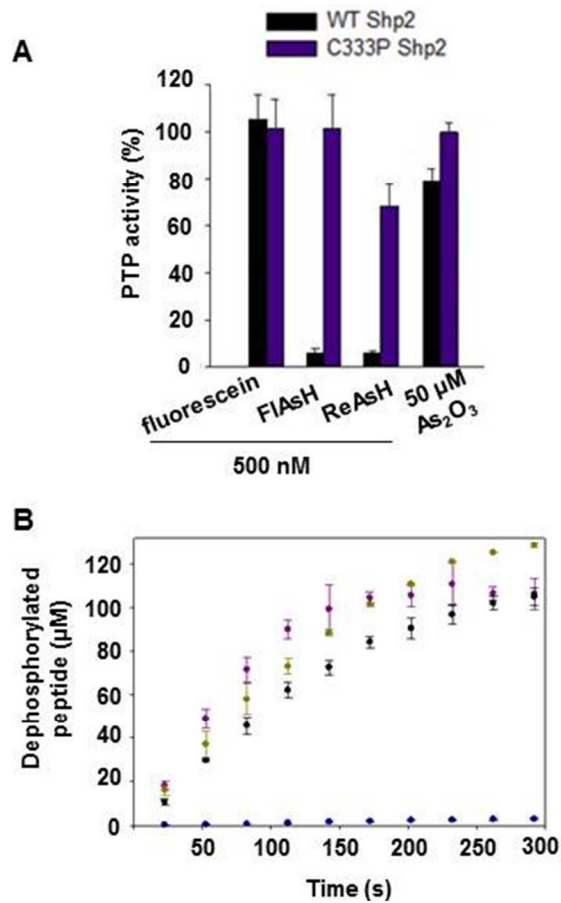 WT Shp2
C333P Shp2
A
120
100
80
60
40
20
0
PTP activity (%)
fluorescein
FlAsH
ReAsH
50 µM
As₂O₃
500 nM
B
120
100
80
60
40
20
0
Dephosphorylated
peptide (µM)
50
100
150
200
250
300
Time (s)